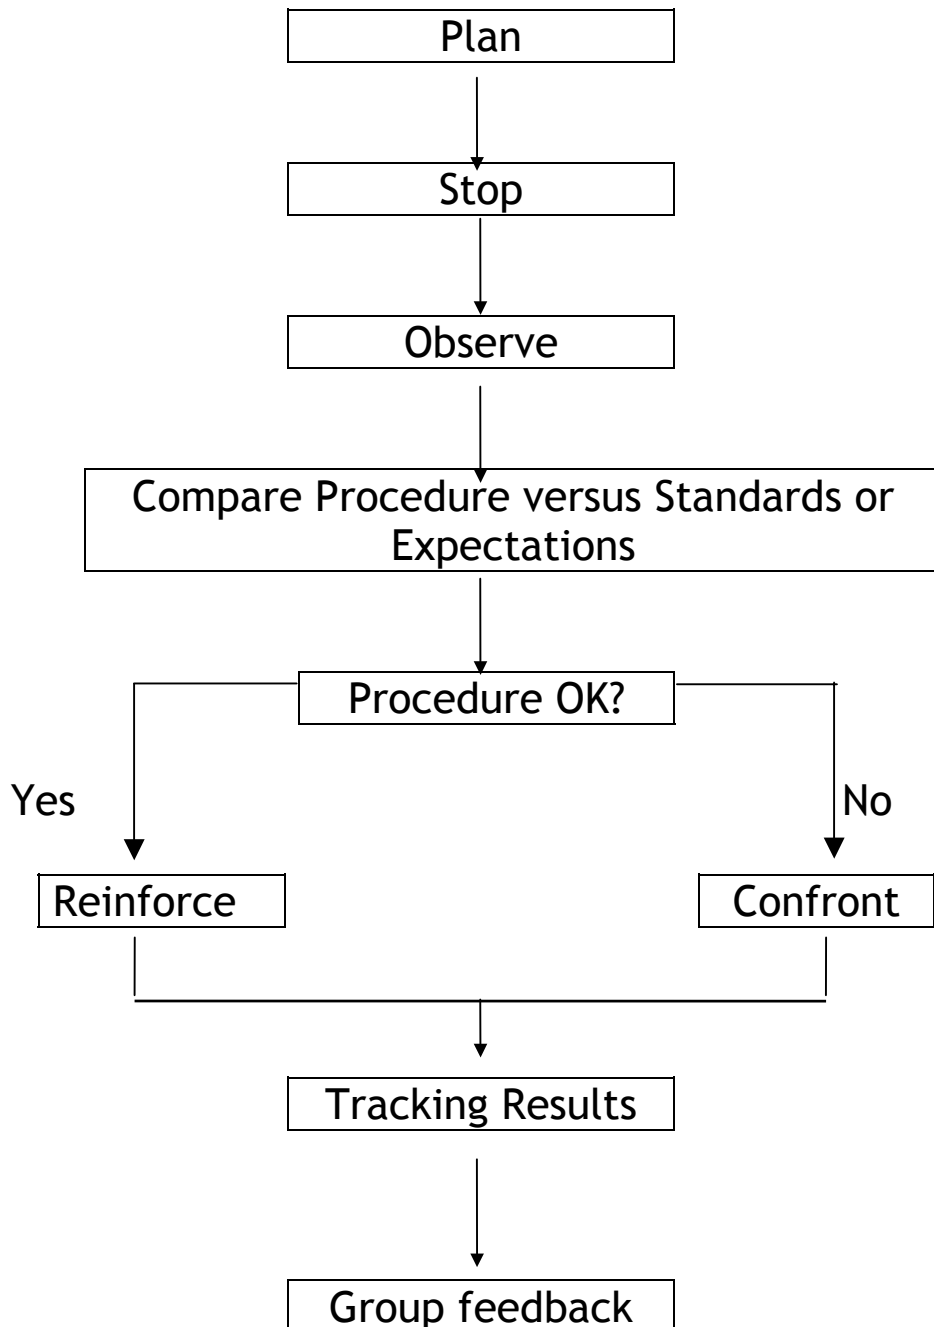 Plan
Stop
Observe
Compare Procedure versus Standards or
Expectations
Procedure OK?
Yes
No
Reinforce
Confront
Tracking Results
Group feedback